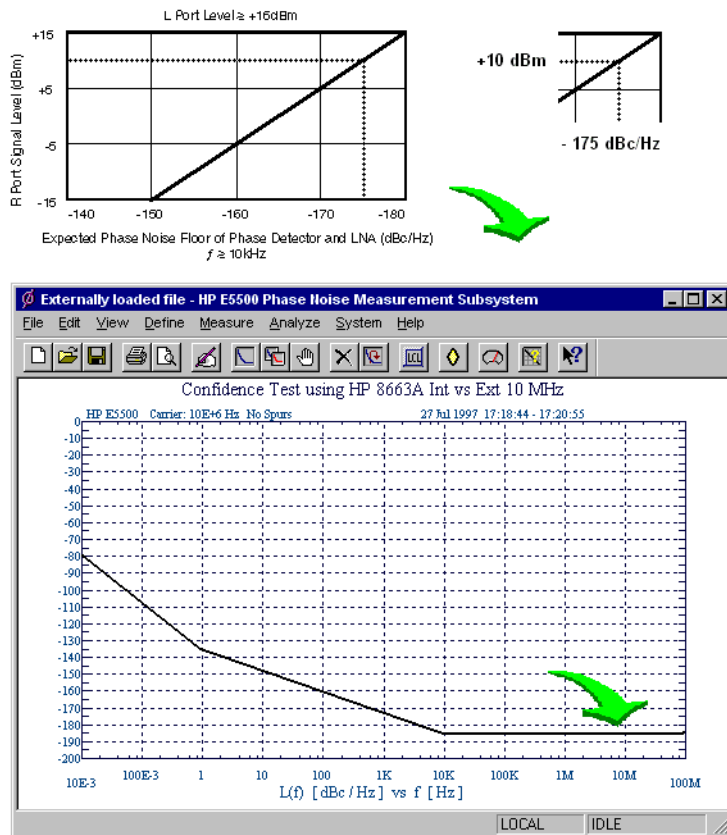 L Port Level ≥ +15dBm
+15
+5
-5
-15
R Port Signal Level (dBm)
-140 -150 -160 -170 -180
Expected Phase Noise Floor of Phase Detector and LNA (dBc/Hz)
f ≥ 10kHz
+10 dBm
- 175 dBc/Hz
Externally loaded file - HP E5500 Phase Noise Measurement Subsystem
File Edit View Define Measure Analyze System Help
LCL
Confidence Test using HP 8663A Int vs Ext 10 MHz
HP E5500 Carrier: 10E+6 Hz No Spurs 27 Jul 1997 17:18:44 - 17:20:55
0
-10
-20
-30
-40
-50
-60
-70
-80
-90
-100
-110
-120
-130
-140
-150
-160
-170
-180
-190
-200
10E-3 100E-3 1 10 100 1K 10K 100K 1M 10M 100M
L(f) [ dBc / Hz ] vs f [ Hz ]
LOCAL IDLE